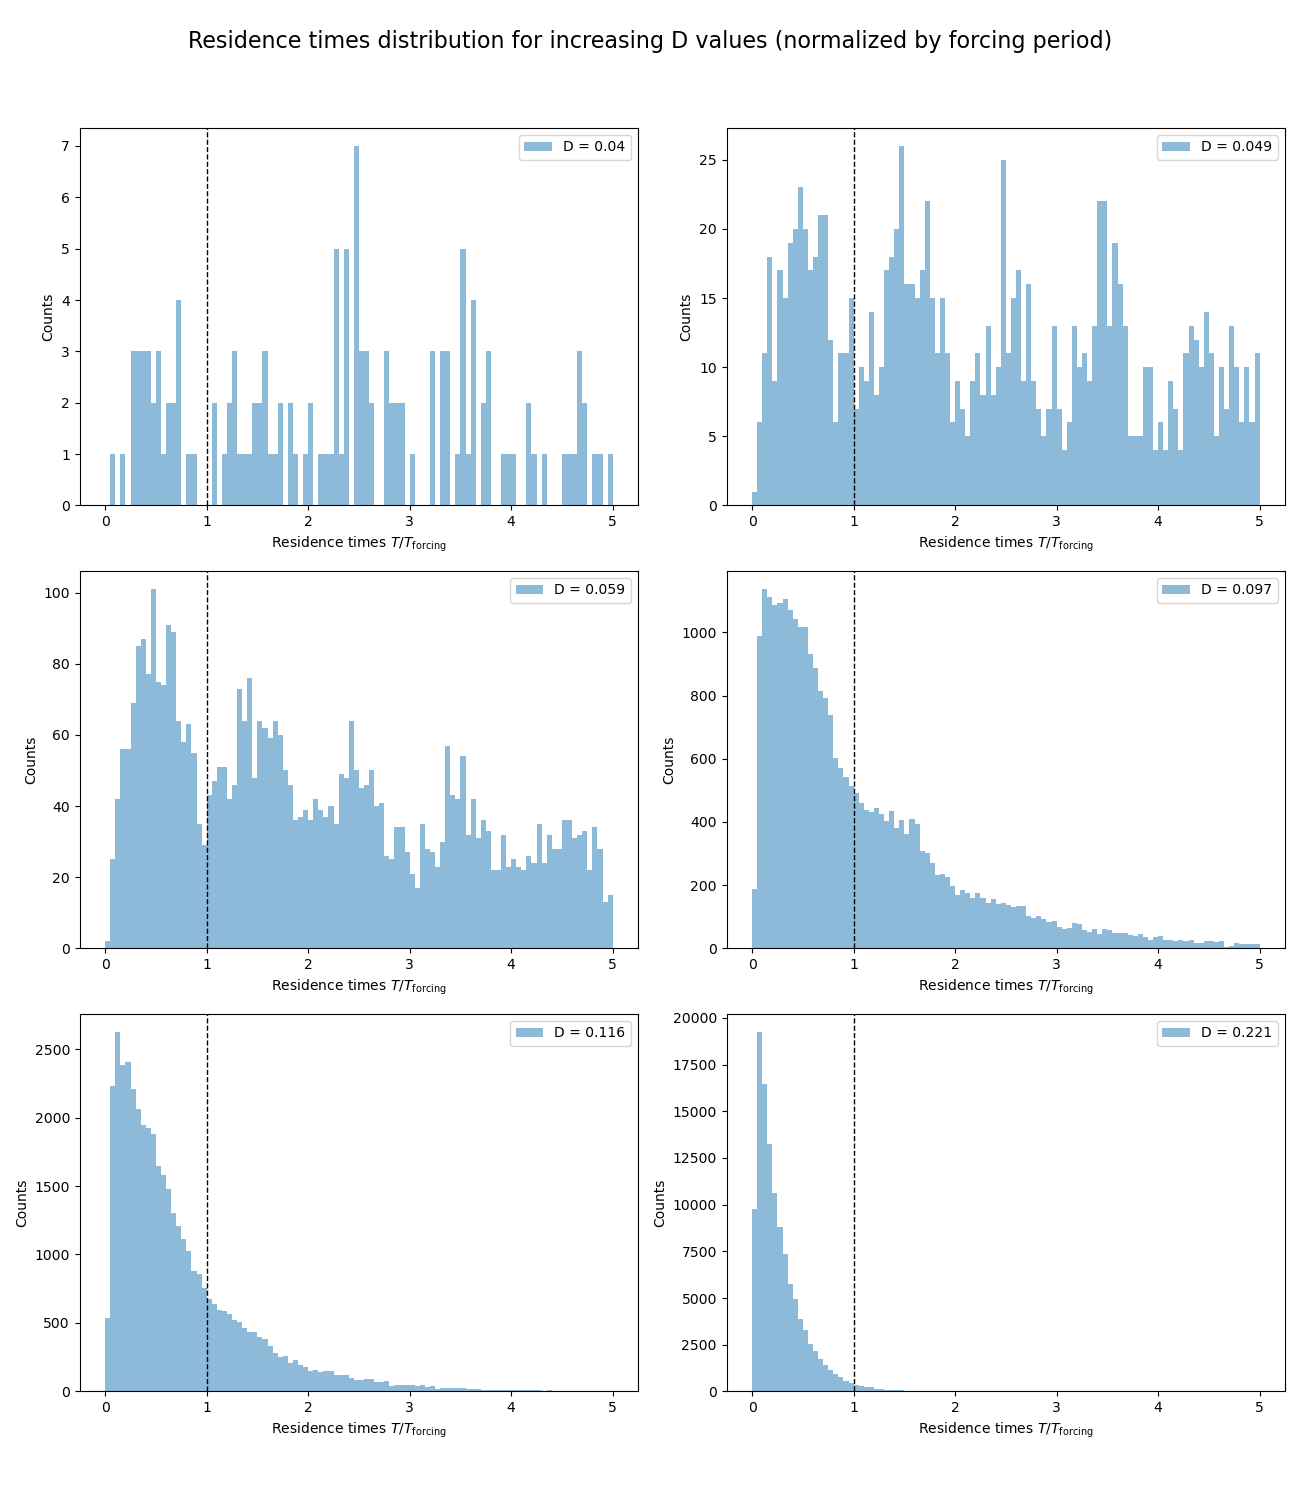 Residence times distribution for increasing D values (normalized by forcing period)
D = 0.04
7
6
5
4
3
2
1
0
Counts
0 1 2 3 4 5
Residence times T/T_forcing
D = 0.049
25
20
15
10
5
0
Counts
0 1 2 3 4 5
Residence times T/T_forcing
D = 0.059
100
80
60
40
20
0
Counts
0 1 2 3 4 5
Residence times T/T_forcing
D = 0.097
1000
800
600
400
200
0
Counts
0 1 2 3 4 5
Residence times T/T_forcing
D = 0.116
2500
2000
1500
1000
500
0
Counts
0 1 2 3 4 5
Residence times T/T_forcing
D = 0.221
20000
17500
15000
12500
10000
7500
5000
2500
0
Counts
0 1 2 3 4 5
Residence times T/T_forcing